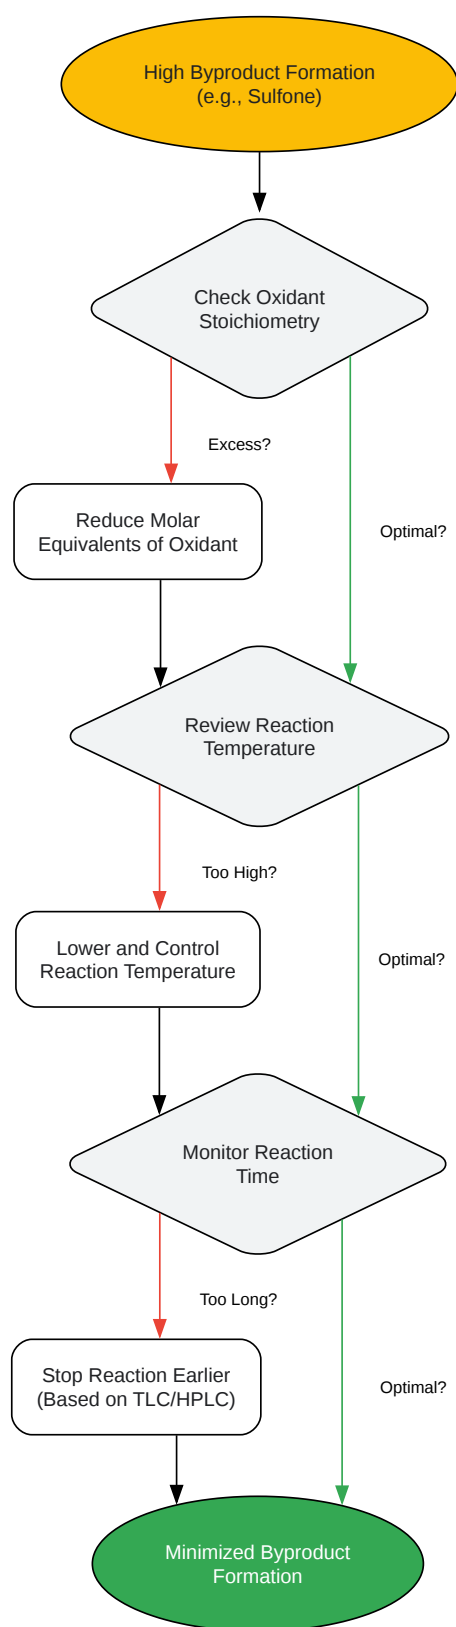 High Byproduct Formation
(e.g., Sulfone)
Check Oxidant
Stoichiometry
Excess?
Reduce Molar
Equivalents of Oxidant
Optimal?
Review Reaction
Temperature
Too High?
Lower and Control
Reaction Temperature
Optimal?
Monitor Reaction
Time
Too Long?
Stop Reaction Earlier
(Based on TLC/HPLC)
Optimal?
Minimized Byproduct
Formation